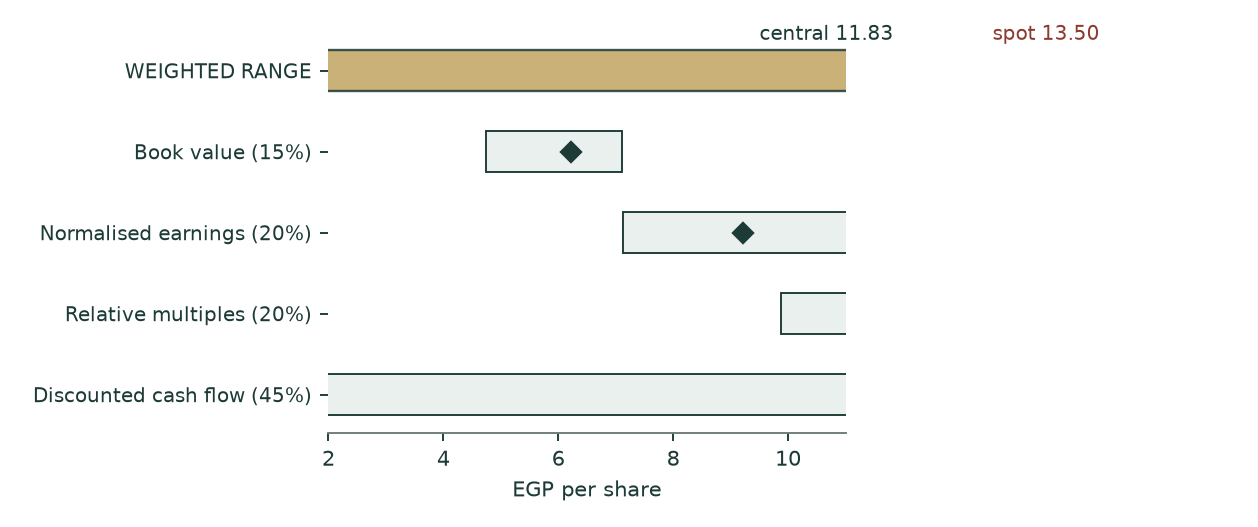 central 11.83
spot 13.50
WEIGHTED RANGE
Book value (15%)
Normalised earnings (20%)
Relative multiples (20%)
Discounted cash flow (45%)
2 4 6 8 10
EGP per share